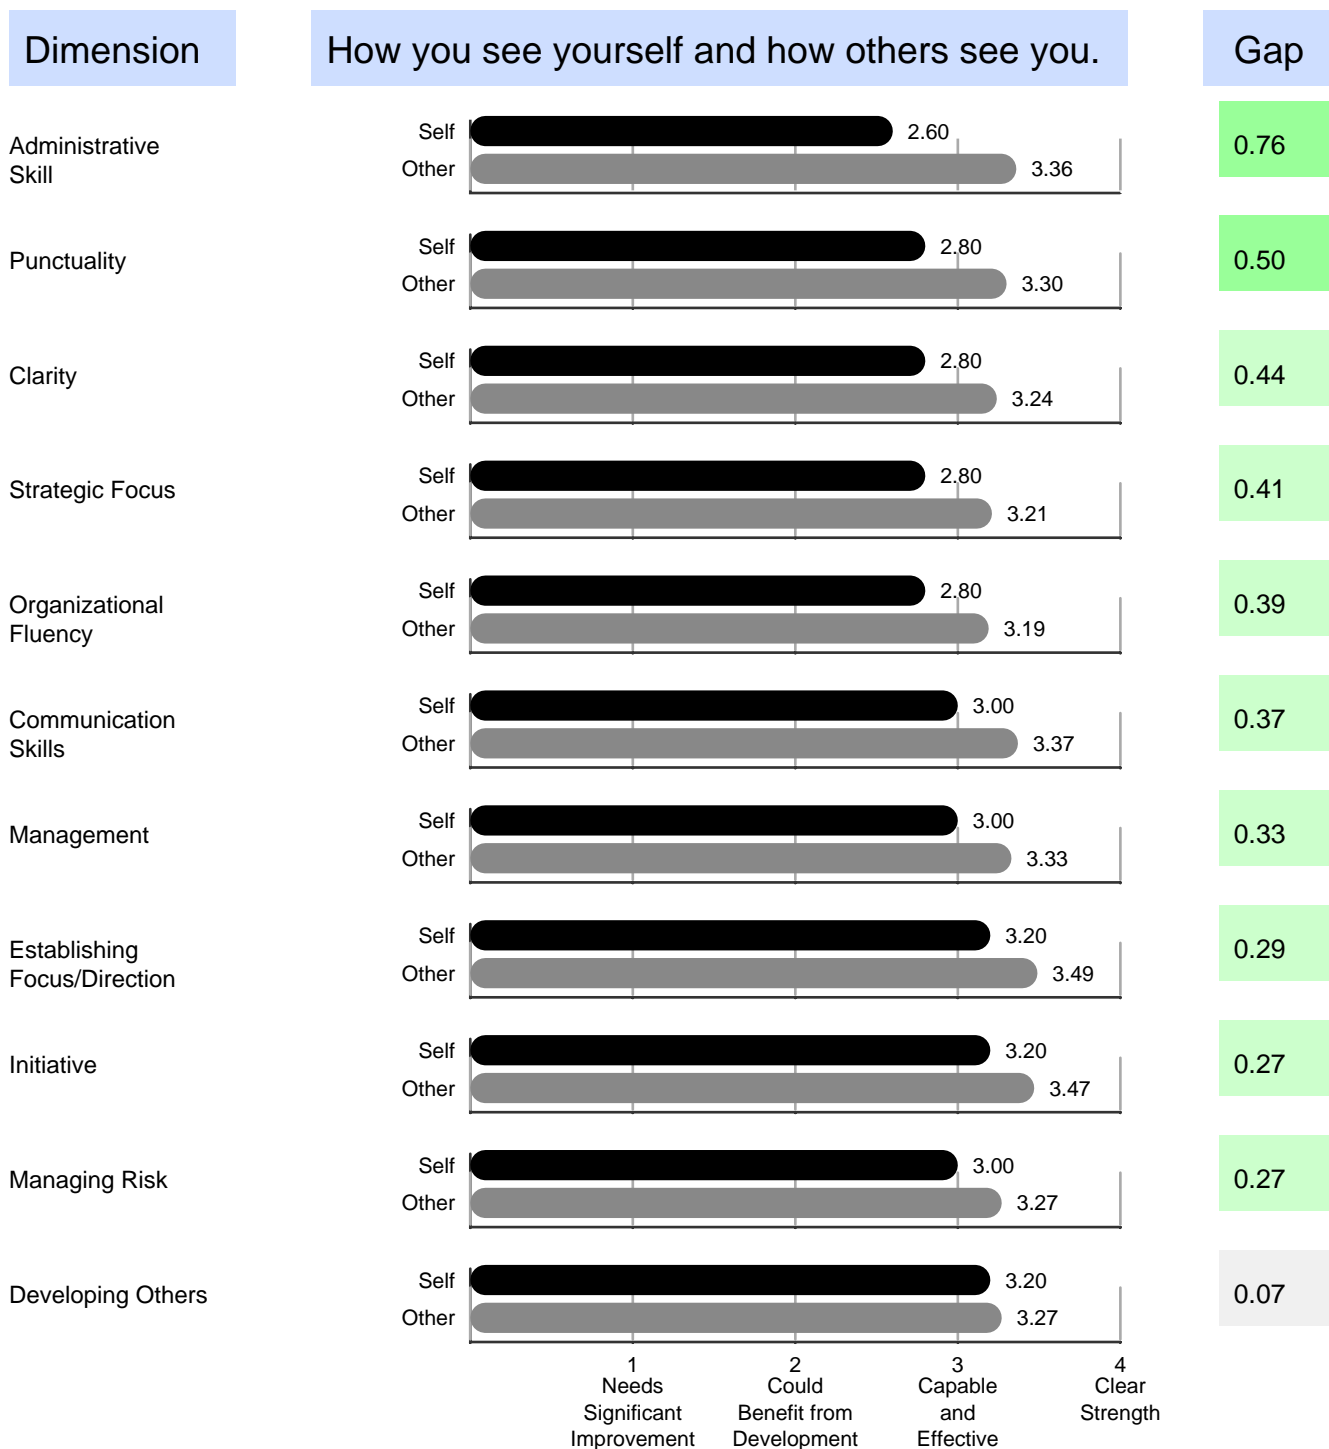 Dimension
How you see yourself and how others see you.
Gap
Administrative
Skill
Self
2.60
Other
3.36
0.76
Punctuality
Self
2.80
Other
3.30
0.50
Clarity
Self
2.80
Other
3.24
0.44
Strategic Focus
Self
2.80
Other
3.21
0.41
Organizational
Fluency
Self
2.80
Other
3.19
0.39
Communication
Skills
Self
3.00
Other
3.37
0.37
Management
Self
3.00
Other
3.33
0.33
Establishing
Focus/Direction
Self
3.20
Other
3.49
0.29
Initiative
Self
3.20
Other
3.47
0.27
Managing Risk
Self
3.00
Other
3.27
0.27
Developing Others
Self
3.20
Other
3.27
0.07
1
Needs
Significant
Improvement
2
Could
Benefit from
Development
3
Capable
and
Effective
4
Clear
Strength